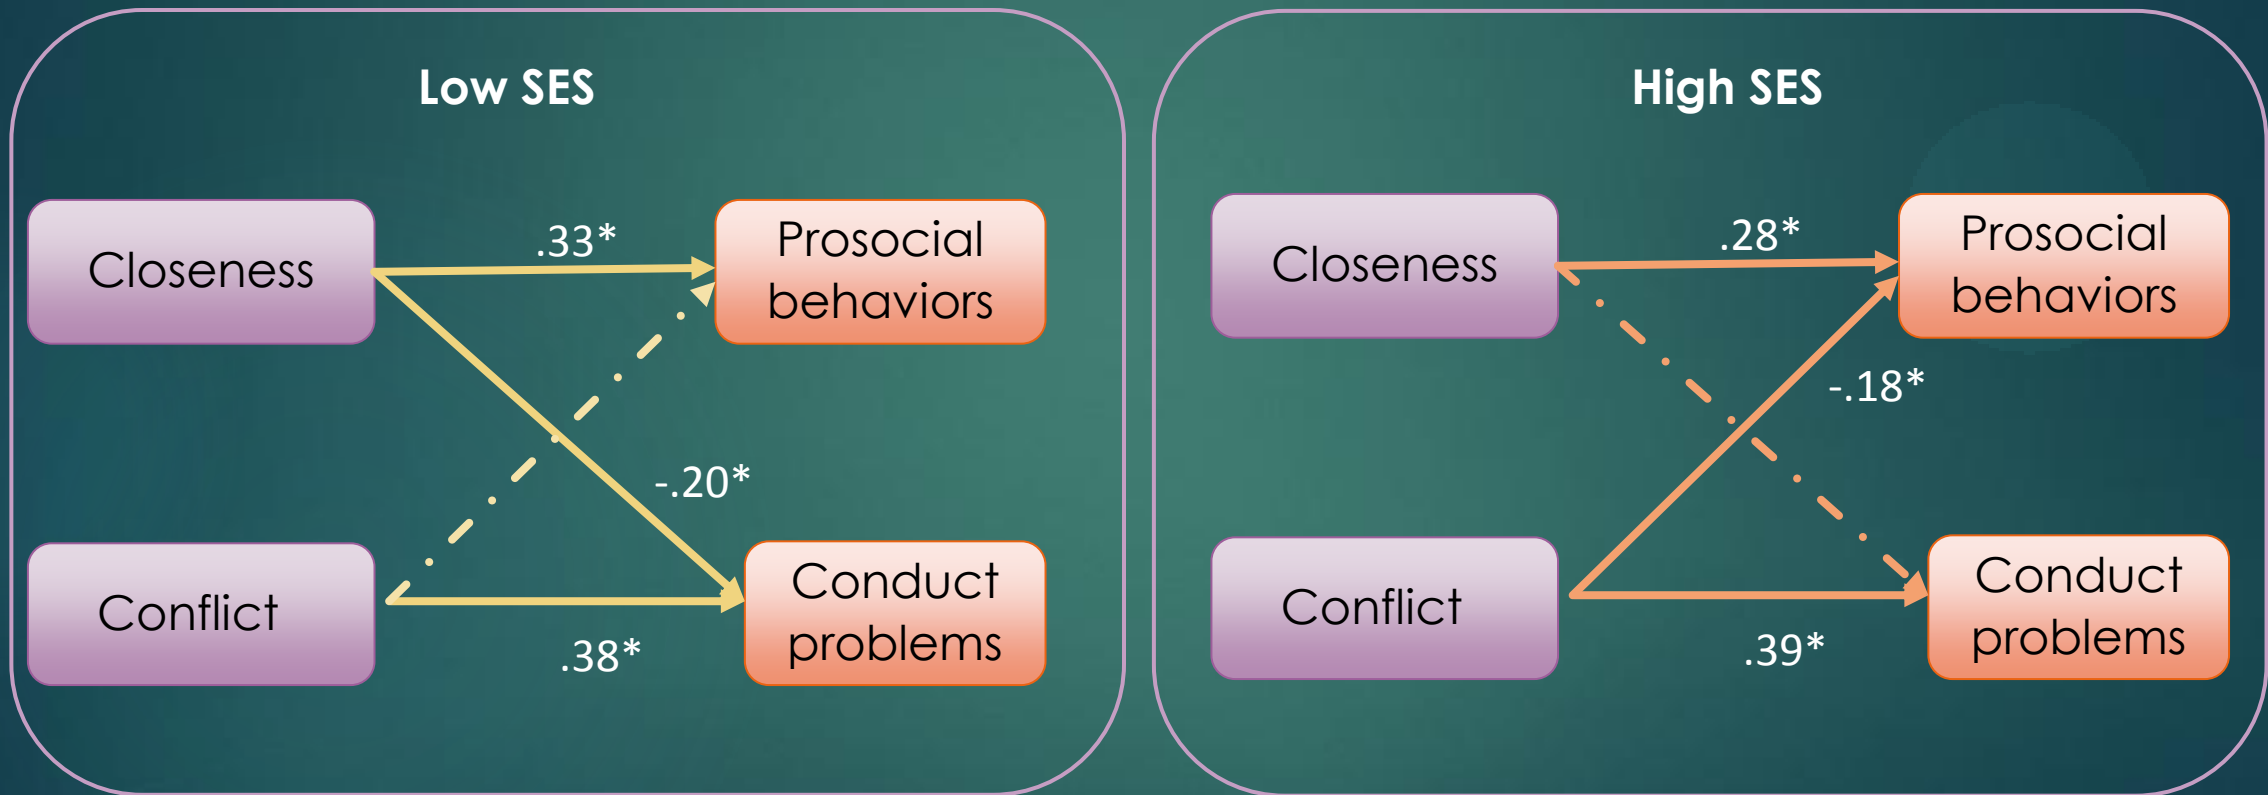 Low SES
Closeness
.33*
Prosocial
behaviors
-.20*
Conflict
.38*
Conduct
problems
High SES
Closeness
.28*
Prosocial
behaviors
-.18*
Conflict
.39*
Conduct
problems